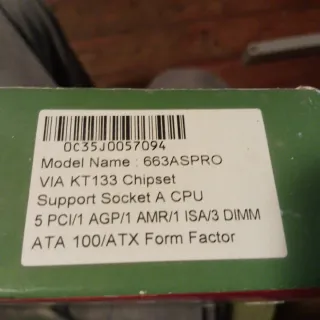 0C35J0057094
Model Name : 663ASPRO
VIA KT133 Chipset
Support Socket A CPU
5 PCI/1 AGP/1 AMR/1 ISA/3 DIMM
ATA 100/ATX Form Factor